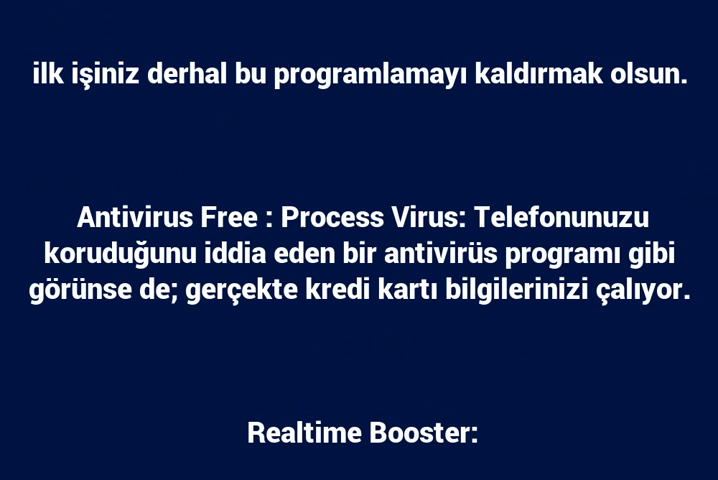 ilk işiniz derhal bu programlamayı kaldırmak olsun.
Antivirus Free : Process Virus: Telefonunuzu
koruduğunu iddia eden bir antivirüs programı gibi
görünse de; gerçekte kredi kartı bilgilerinizi çalıyor.
Realtime Booster: